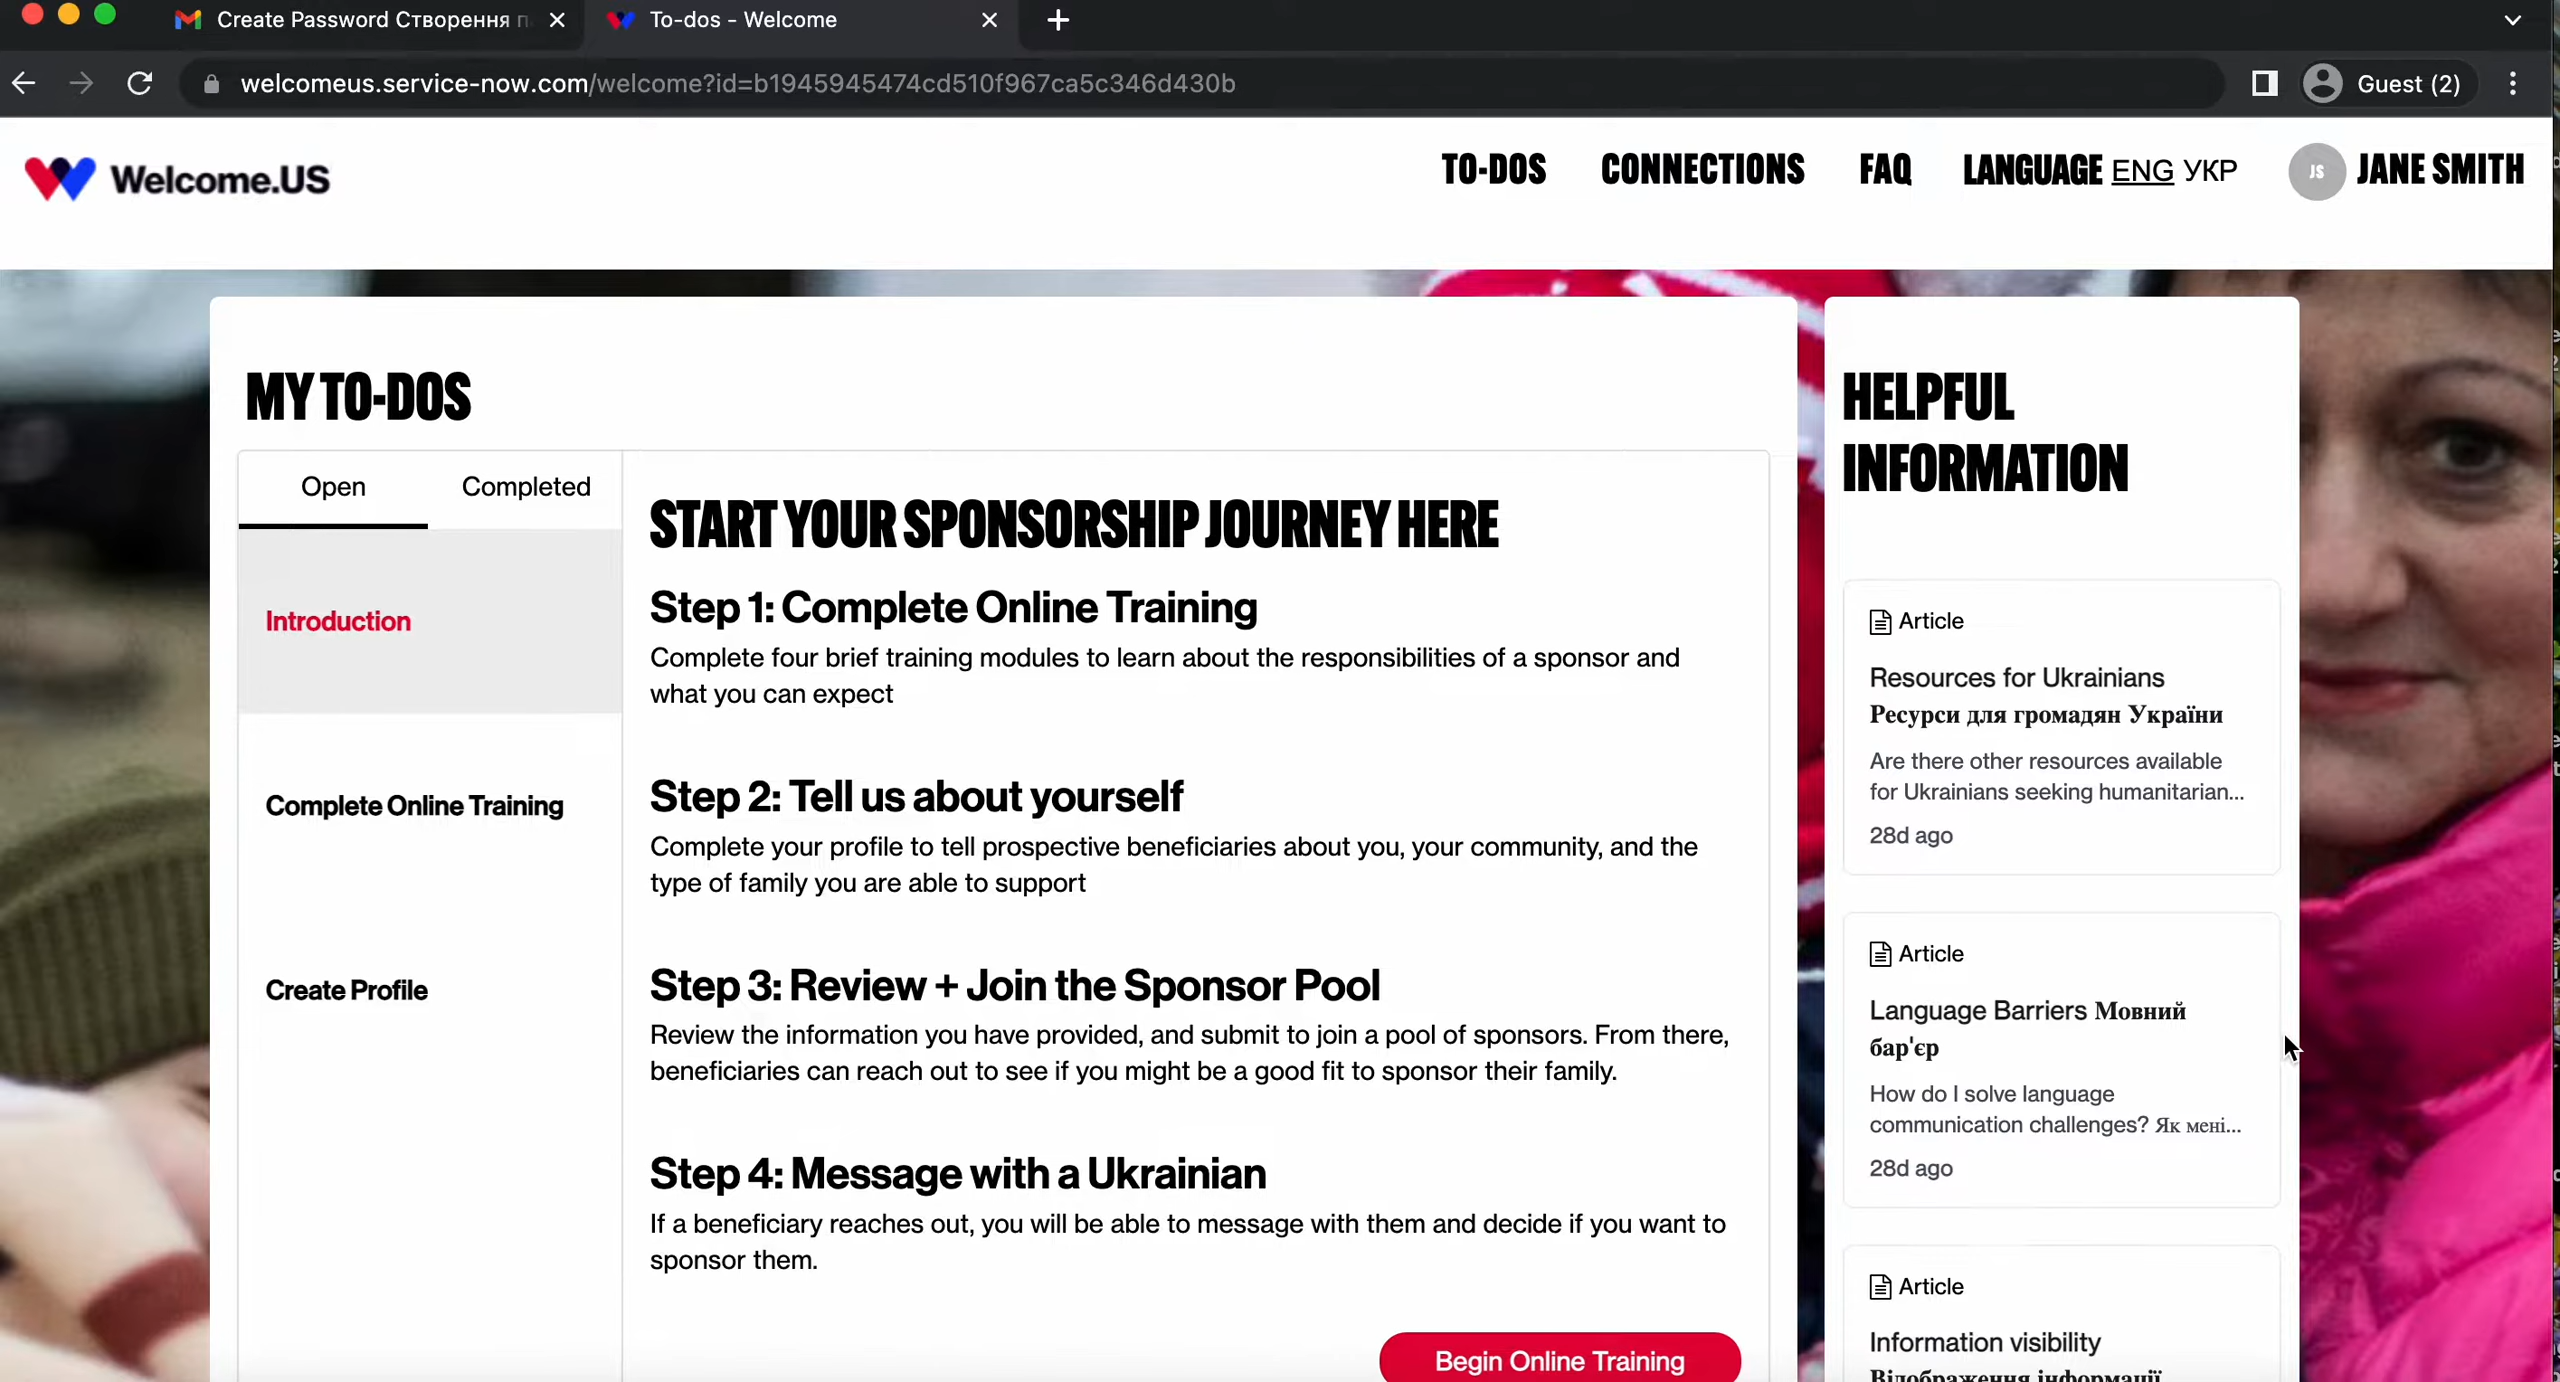 Create Password Створення п
To-dos - Welcome
welcomeus.service-now.com/welcome?id=b1945945474cd510f967ca5c346d430b
Guest (2)
Welcome.US
TO-DOS CONNECTIONS FAQ LANGUAGE ENG УКР JS JANE SMITH
MY TO-DOS
Open Completed
Introduction
Complete Online Training
Create Profile
START YOUR SPONSORSHIP JOURNEY HERE
Step 1: Complete Online Training
Complete four brief training modules to learn about the responsibilities of a sponsor and
what you can expect
Step 2: Tell us about yourself
Complete your profile to tell prospective beneficiaries about you, your community, and the
type of family you are able to support
Step 3: Review + Join the Sponsor Pool
Review the information you have provided, and submit to join a pool of sponsors. From there,
beneficiaries can reach out to see if you might be a good fit to sponsor their family.
Step 4: Message with a Ukrainian
If a beneficiary reaches out, you will be able to message with them and decide if you want to
sponsor them.
Begin Online Training
HELPFUL
INFORMATION
Article
Resources for Ukrainians
Ресурси для громадян України
Are there other resources available
for Ukrainians seeking humanitarian...
28d ago
Article
Language Barriers Мовний
бар'єр
How do I solve language
communication challenges? Як мені...
28d ago
Article
Information visibility
Відображення інформації